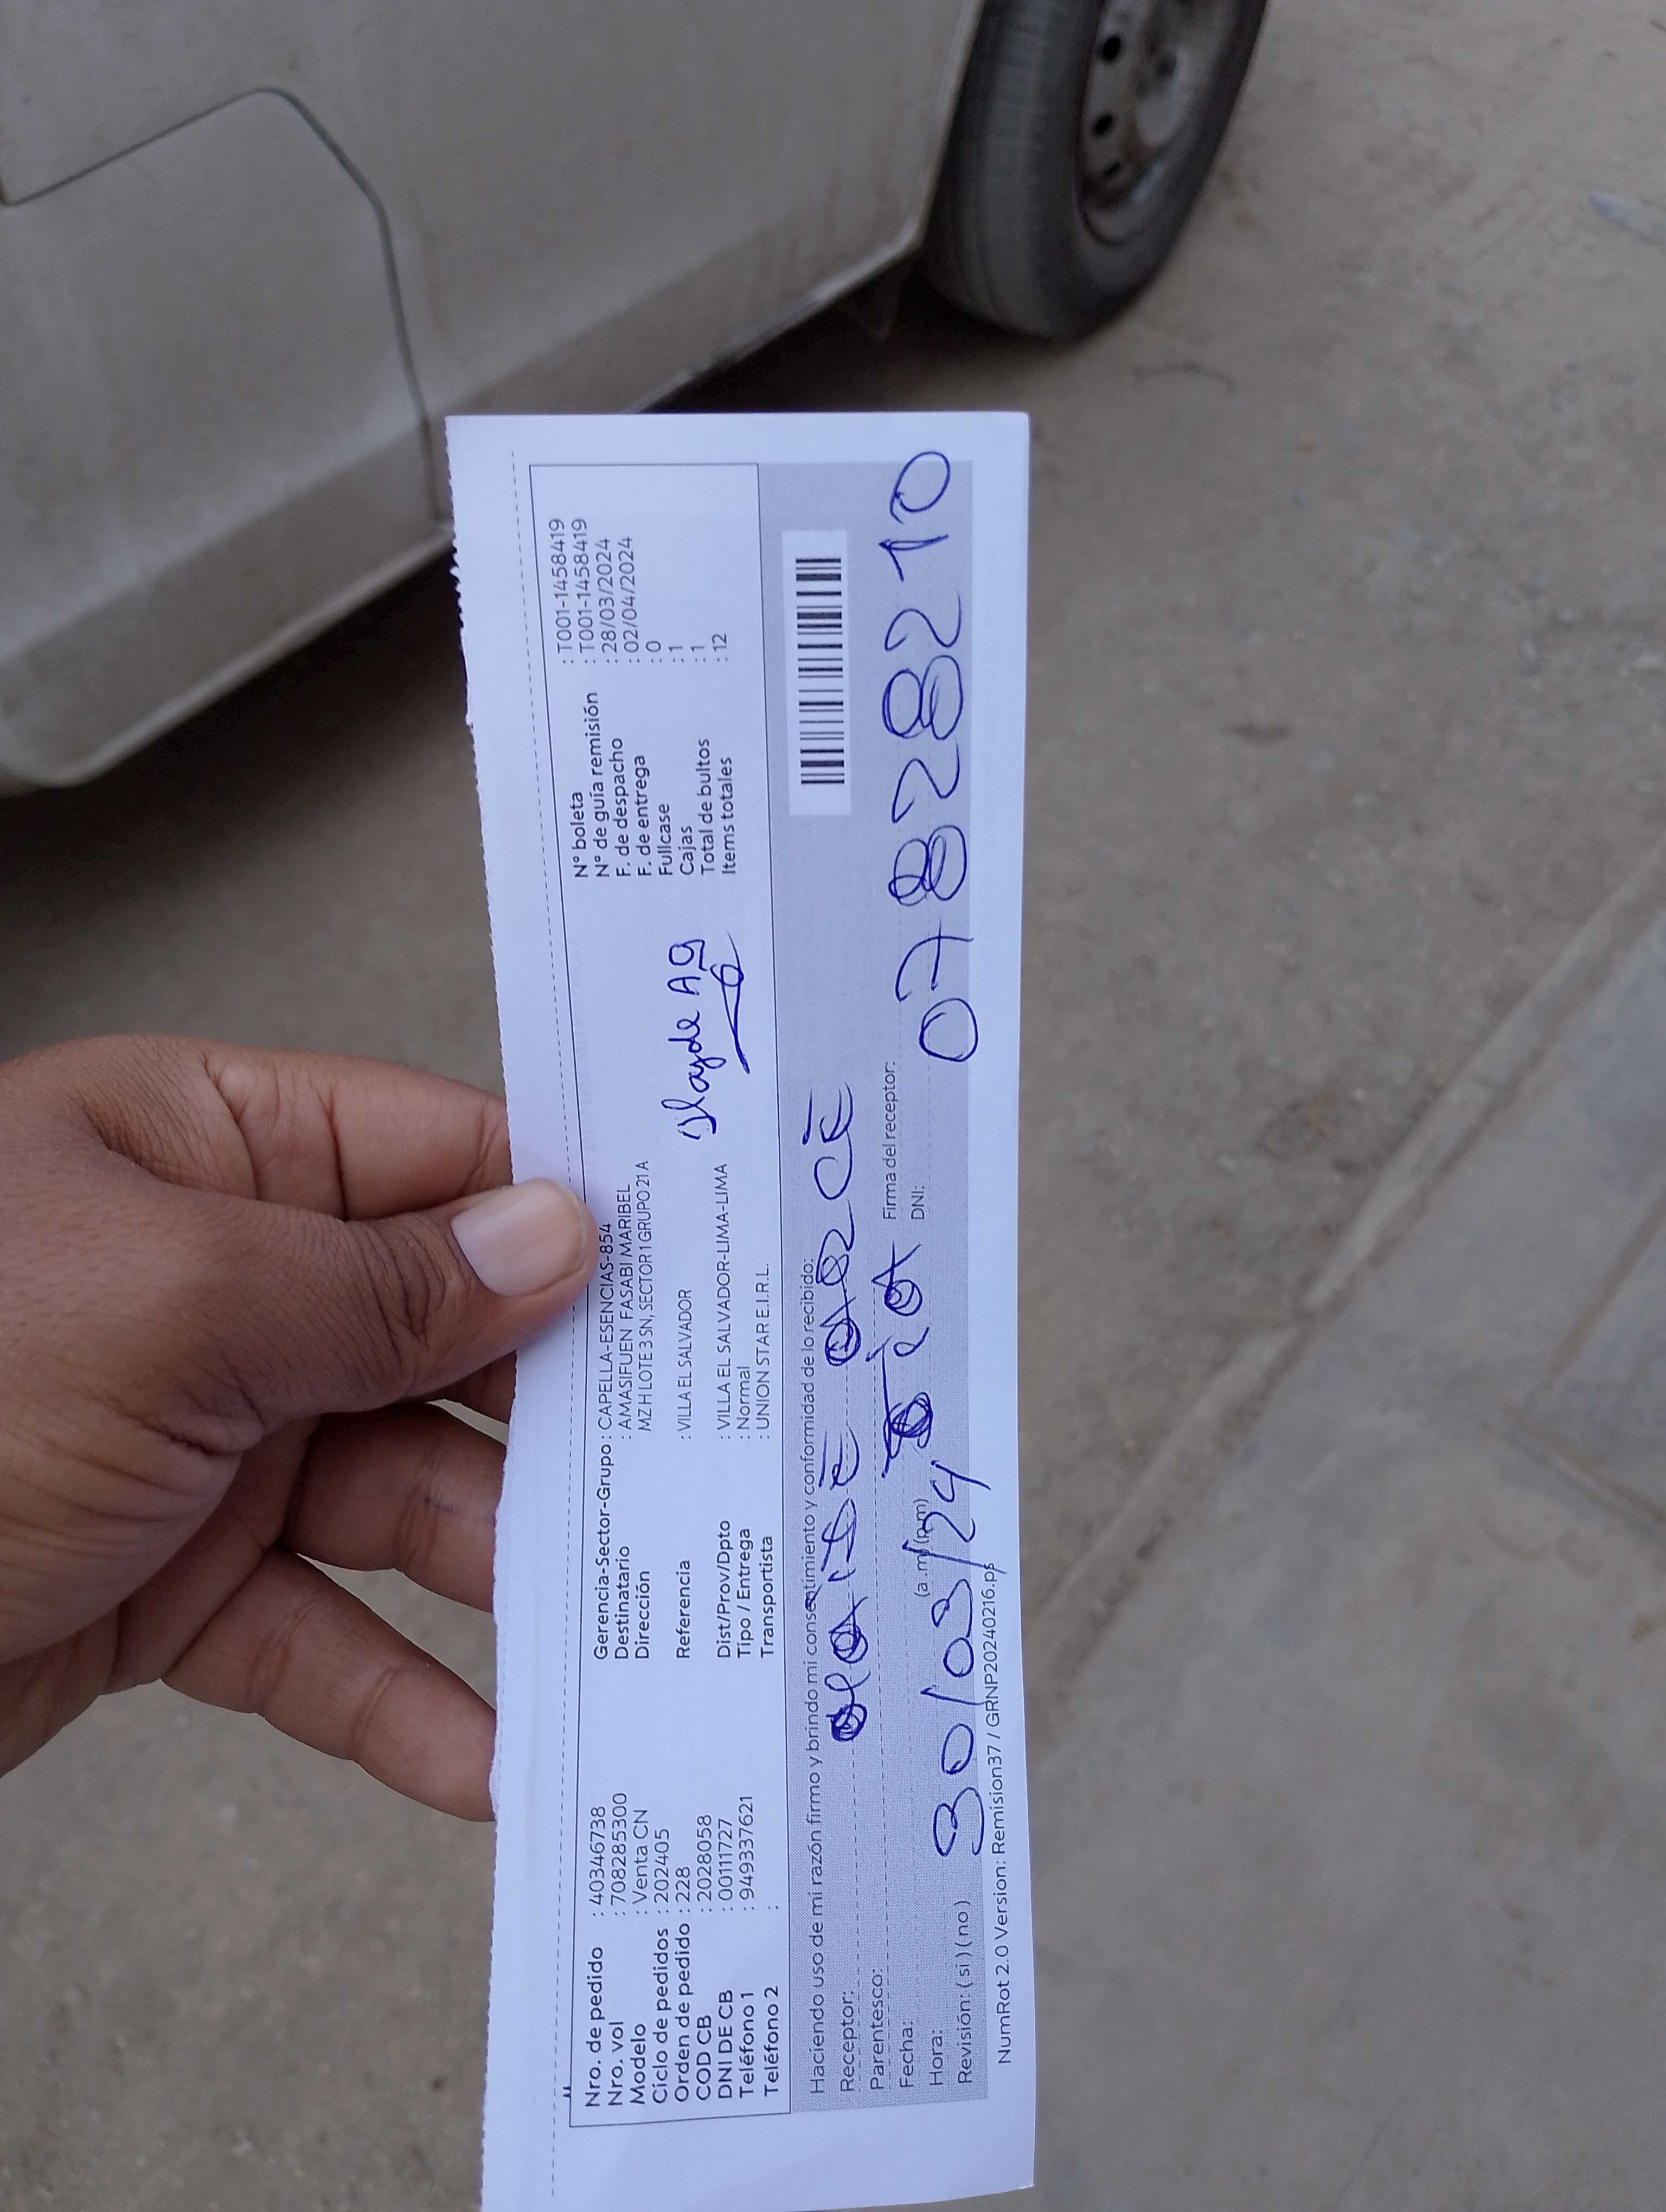 Nro. de pedido : 40346738
Nro. vol : 708285300
Modelo : Venta CN
Ciclo de pedidos : 202405
Orden de pedido : 228
COD CB : 2028058
DNI DE CB : 00111727
Teléfono 1 : 949337621
Teléfono 2 :
Gerencia-Sector-Grupo : CAPELLA-ESENCIAS-854
Destinatario : AMASIFUEN FASABI MARIBEL
Dirección MZ H LOTE 3 SN, SECTOR 1 GRUPO 21 A
Referencia : VILLA EL SALVADOR
Dist/Prov/Dpto : VILLA EL SALVADOR-LIMA-LIMA
Tipo / Entrega : Normal
Transportista : UNION STAR E.I.R.L.
N° boleta : T001-1458419
N° de guía remisión : T001-1458419
F. de despacho : 28/03/2024
F. de entrega : 02/04/2024
Fullcase : 0
Cajas : 1
Total de bultos : 1
Items totales : 12
Haciendo uso de mi razón firmo y brindo mi consentimiento y conformidad de lo recibido:
Receptor:
Parentesco:
Firma del receptor:
Fecha: 30/03/24
DNI: 07882810
Hora: (a.m)(p.m)
Revisión: ( si ) ( no )
NumRot 2.0 Version: Remision37 / GRNP20240216.ps